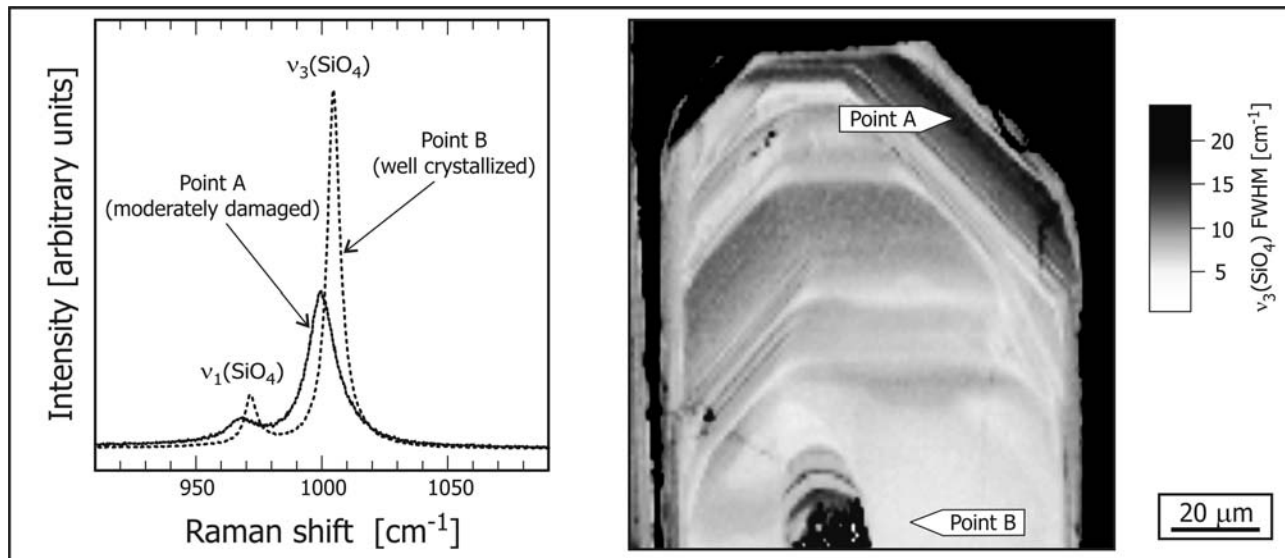 Intensity [arbitrary units]
ν3(SiO4)
Point B
(well crystallized)
Point A
(moderately damaged)
ν1(SiO4)
950
1000
1050
Raman shift [cm-1]
Point A
Point B
20
15
10
5
ν3(SiO4) FWHM [cm-1]
20 μm